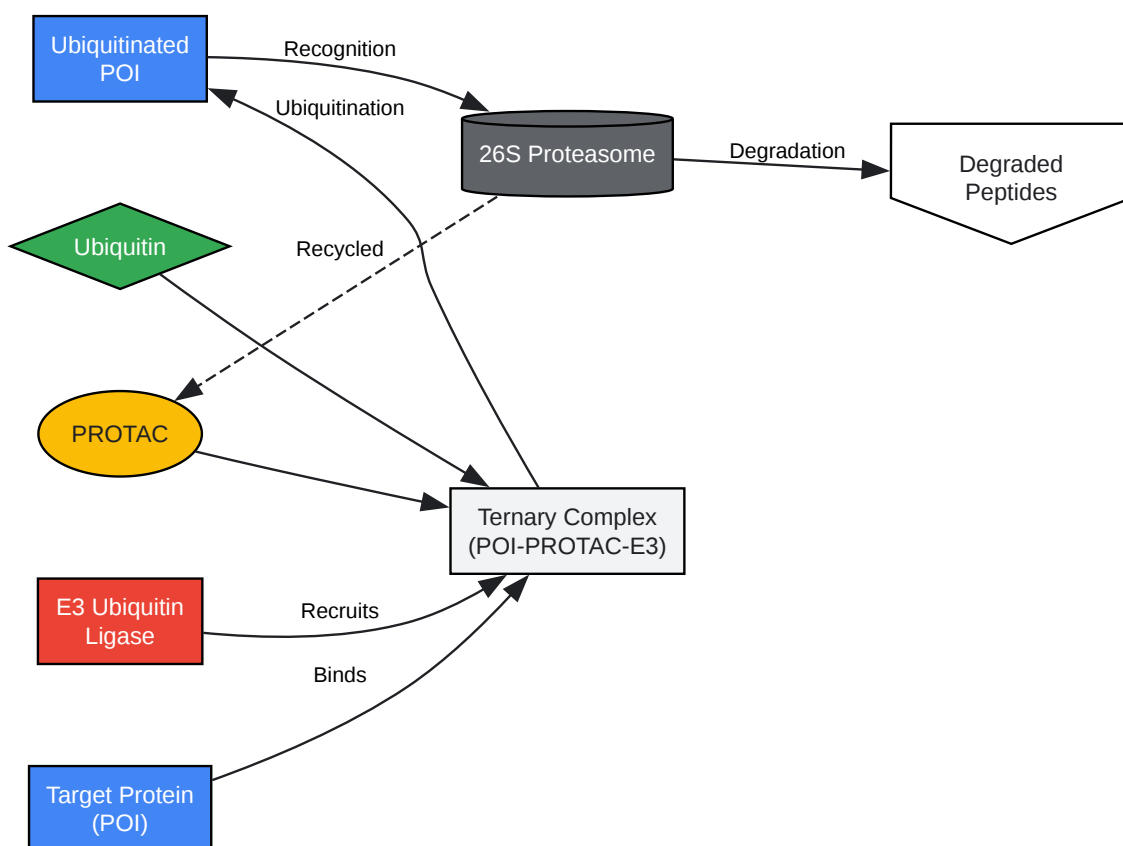 Ubiquitinated
POI
Recognition
Ubiquitination
26S Proteasome
Degradation
Degraded
Peptides
Ubiquitin
Recycled
PROTAC
Ternary Complex
(POI-PROTAC-E3)
E3 Ubiquitin
Ligase
Recruits
Binds
Target Protein
(POI)